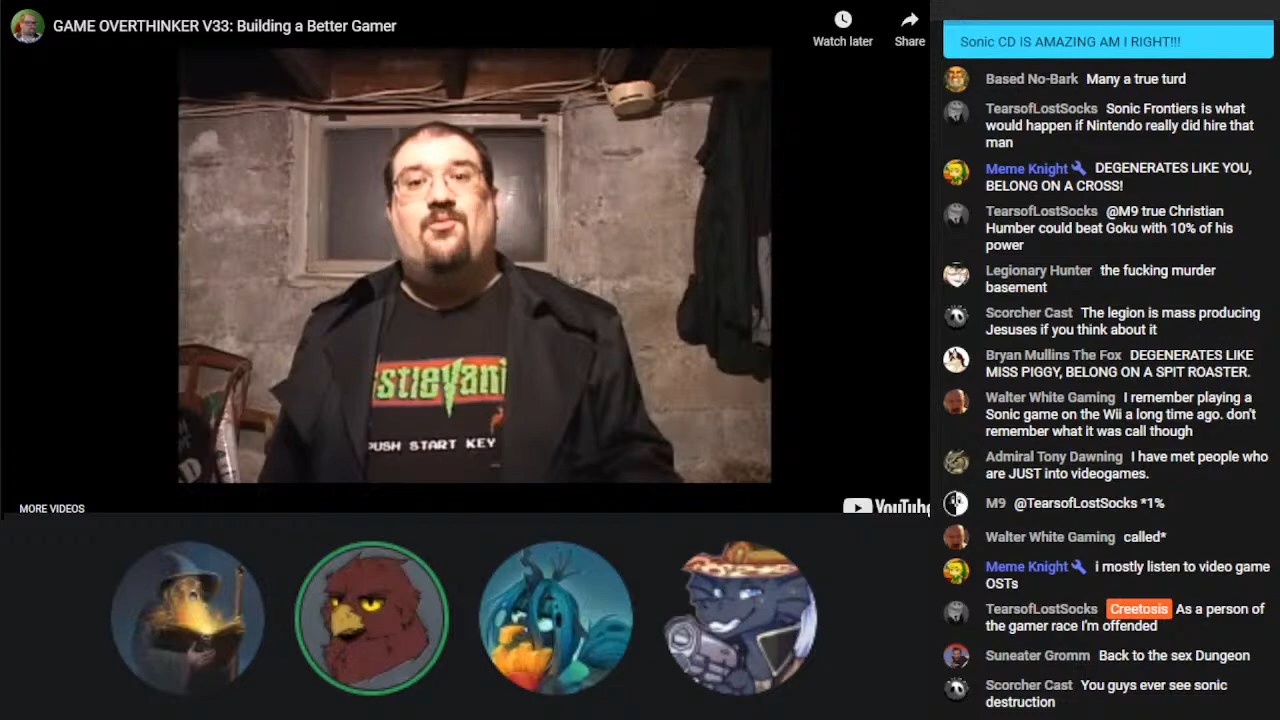 GAME OVERTHINKER V33: Building a Better Gamer
Watch later
Share
stlevani
PUSH START KEY
MORE VIDEOS
YouTube
Sonic CD IS AMAZING AM I RIGHT!!!
Based No-Bark Many a true turd
TearsofLostSocks Sonic Frontiers is what
would happen if Nintendo really did hire that
man
Meme Knight DEGENERATES LIKE YOU,
BELONG ON A CROSS!
TearsofLostSocks @M9 true Christian
Humber could beat Goku with 10% of his
power
Legionary Hunter the fucking murder
basement
Scorcher Cast The legion is mass producing
Jesuses if you think about it
Bryan Mullins The Fox DEGENERATES LIKE
MISS PIGGY, BELONG ON A SPIT ROASTER.
Walter White Gaming I remember playing a
Sonic game on the Wii a long time ago. don't
remember what it was call though
Admiral Tony Dawning I have met people who
are JUST into videogames.
M9 @TearsofLostSocks *1%
Walter White Gaming called*
Meme Knight i mostly listen to video game
OSTs
TearsofLostSocks Creetosis As a person of
the gamer race I'm offended
Suneater Gromm Back to the sex Dungeon
Scorcher Cast You guys ever see sonic
destruction